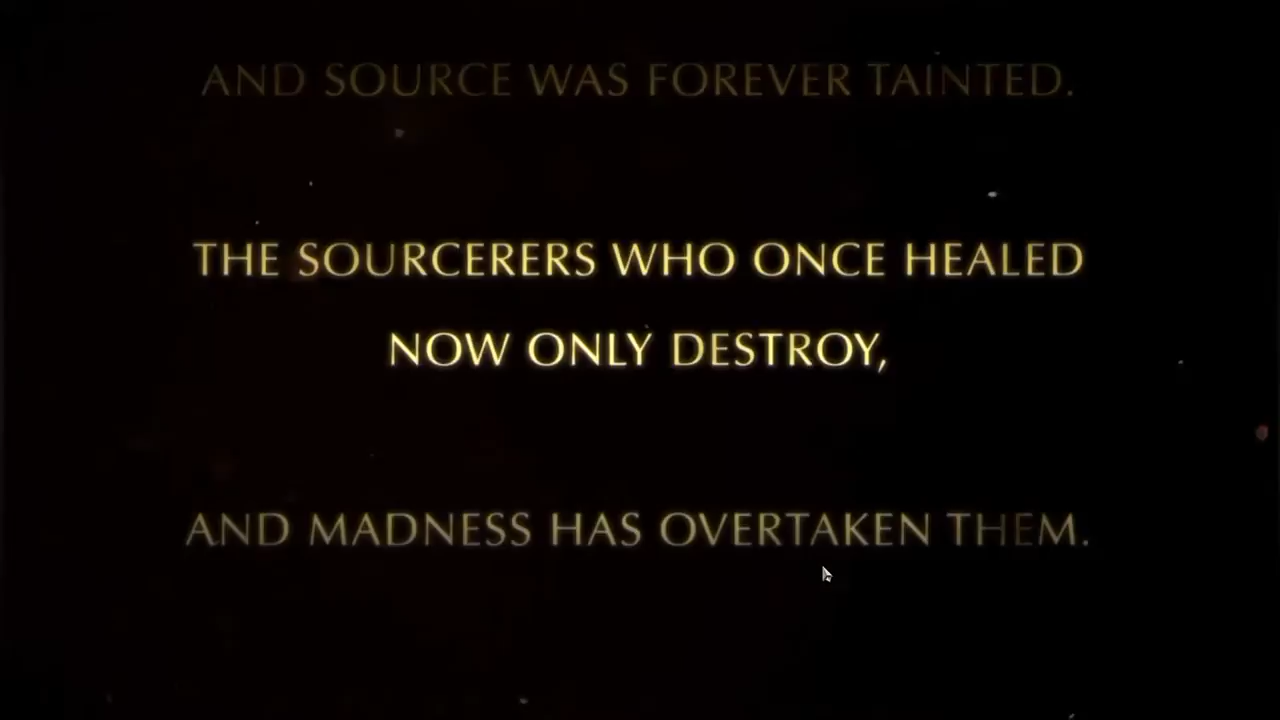 AND SOURCE WAS FOREVER TAINTED.
THE SOURCERERS WHO ONCE HEALED
NOW ONLY DESTROY,
AND MADNESS HAS OVERTAKEN THEM.